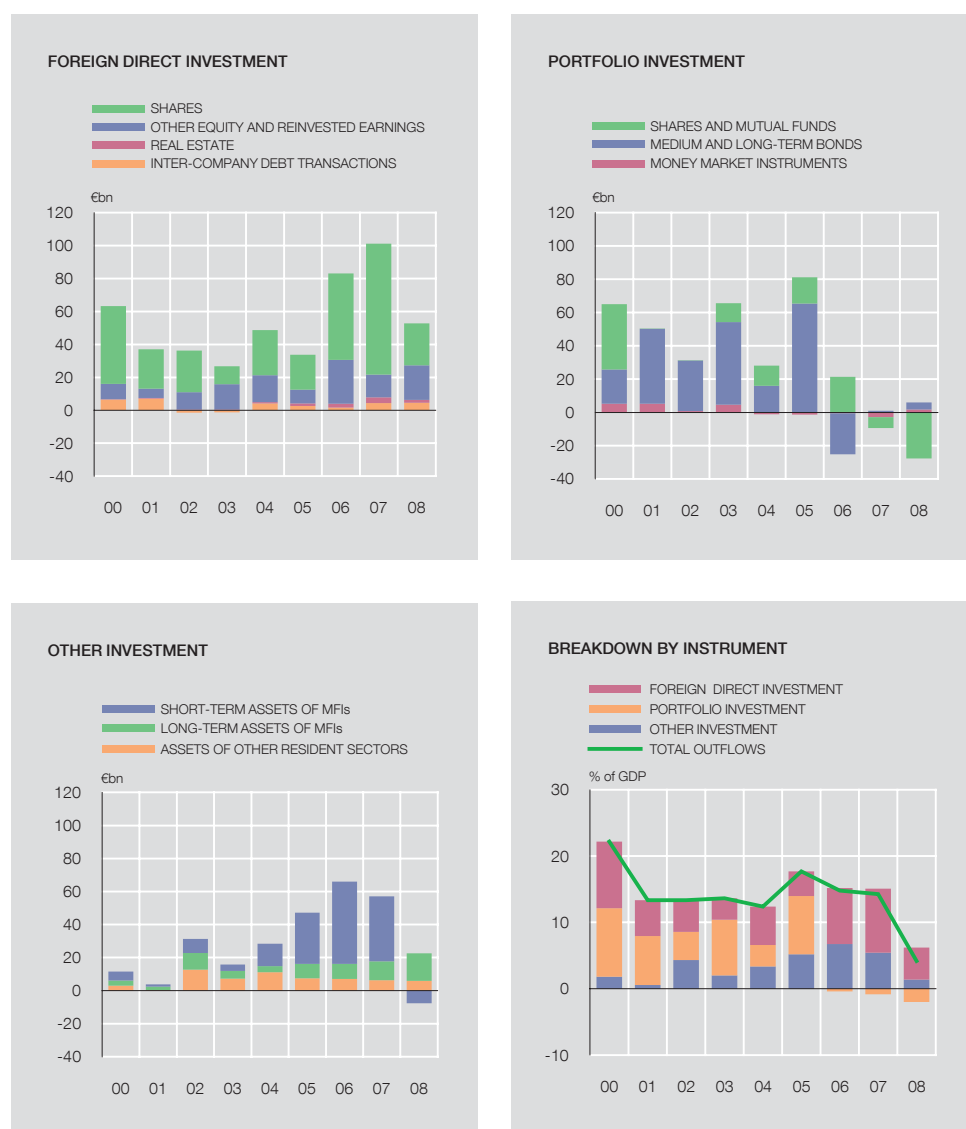 FOREIGN DIRECT INVESTMENT
SHARES
OTHER EQUITY AND REINVESTED EARNINGS
REAL ESTATE
INTER-COMPANY DEBT TRANSACTIONS
€bn
120
100
80
60
40
20
0
-20
-40
00 01 02 03 04 05 06 07 08
PORTFOLIO INVESTMENT
SHARES AND MUTUAL FUNDS
MEDIUM AND LONG-TERM BONDS
MONEY MARKET INSTRUMENTS
€bn
120
100
80
60
40
20
0
-20
-40
00 01 02 03 04 05 06 07 08
OTHER INVESTMENT
SHORT-TERM ASSETS OF MFIs
LONG-TERM ASSETS OF MFIs
ASSETS OF OTHER RESIDENT SECTORS
€bn
120
100
80
60
40
20
0
-20
-40
00 01 02 03 04 05 06 07 08
BREAKDOWN BY INSTRUMENT
FOREIGN DIRECT INVESTMENT
PORTFOLIO INVESTMENT
OTHER INVESTMENT
TOTAL OUTFLOWS
% of GDP
30
20
10
0
-10
00 01 02 03 04 05 06 07 08